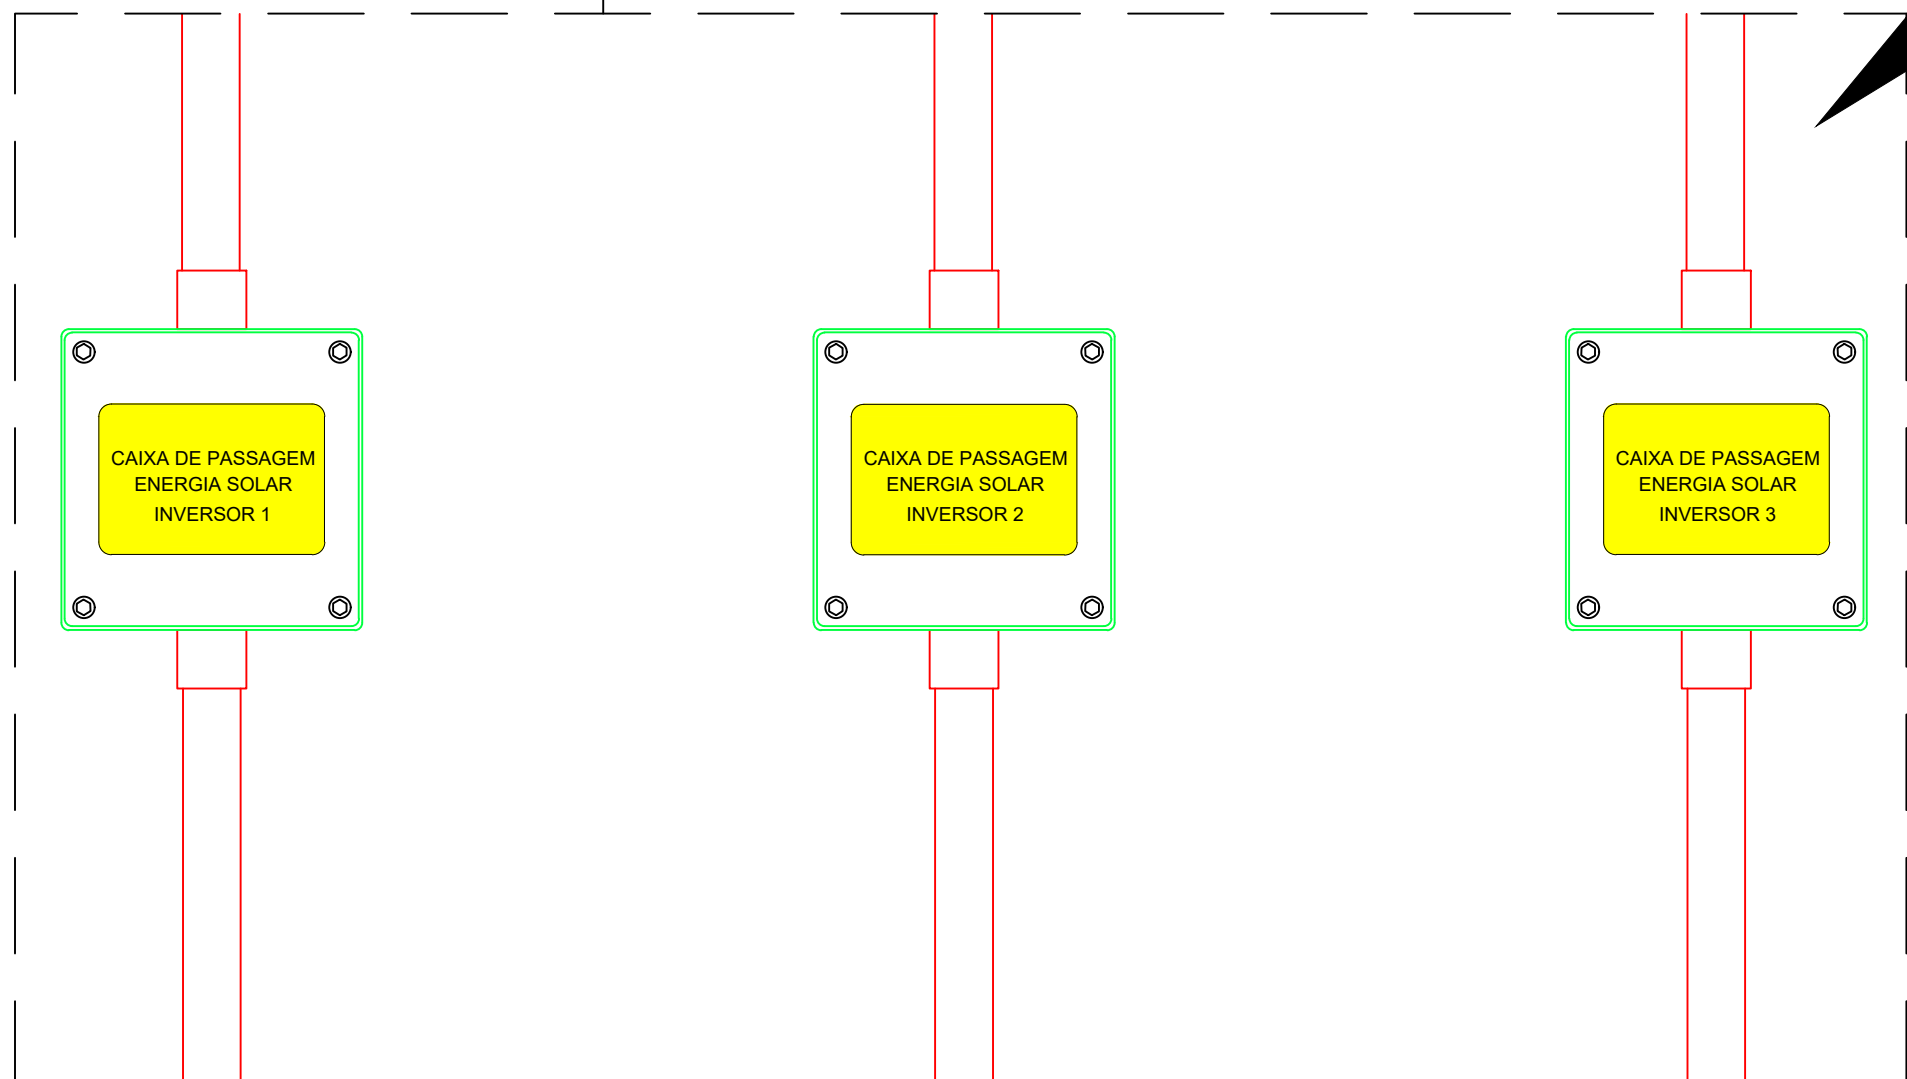 CAIXA DE PASSAGEM
ENERGIA SOLAR
INVERSOR 1
CAIXA DE PASSAGEM
ENERGIA SOLAR
INVERSOR 2
CAIXA DE PASSAGEM
ENERGIA SOLAR
INVERSOR 3